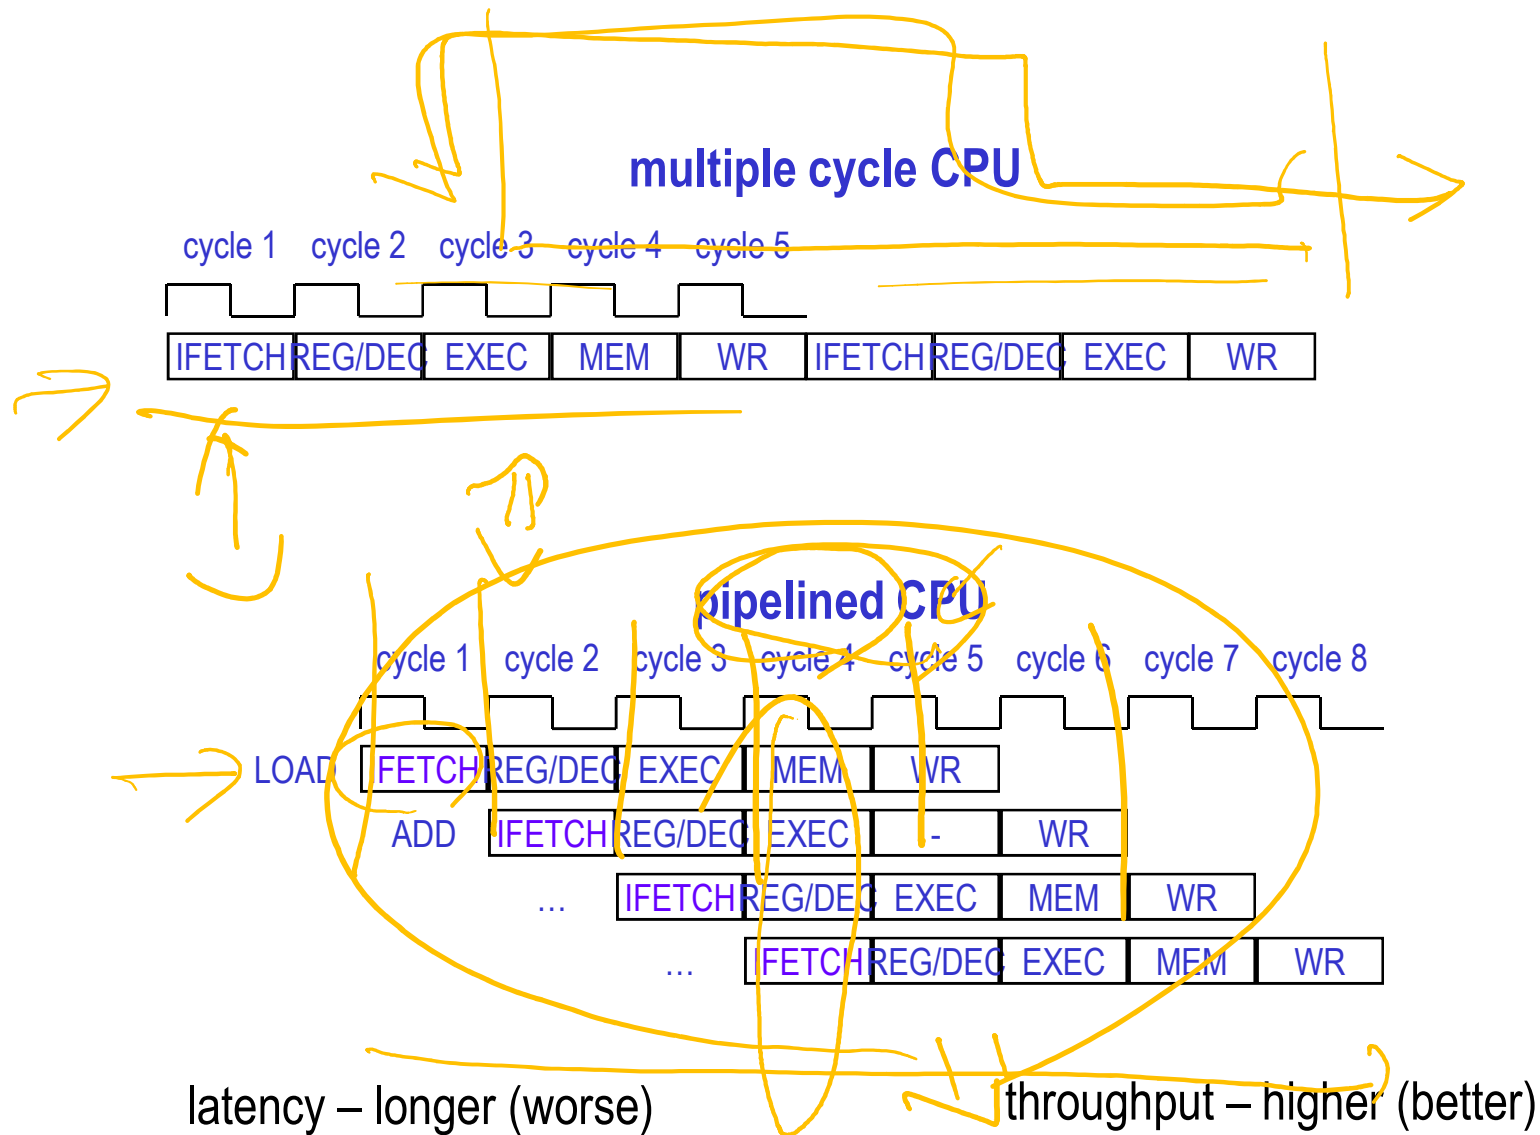 multiple cycle CPU
cycle 1 cycle 2 cycle 3 cycle 4 cycle 5
IFETCH REG/DEC EXEC MEM WR IFETCH REG/DEC EXEC WR
pipelined CPU
cycle 1 cycle 2 cycle 3 cycle 4 cycle 5 cycle 6 cycle 7 cycle 8
LOAD IFETCH REG/DEC EXEC MEM WR
ADD IFETCH REG/DEC EXEC - WR
… IFETCH REG/DEC EXEC MEM WR
… IFETCH REG/DEC EXEC MEM WR
latency – longer (worse) throughput – higher (better)